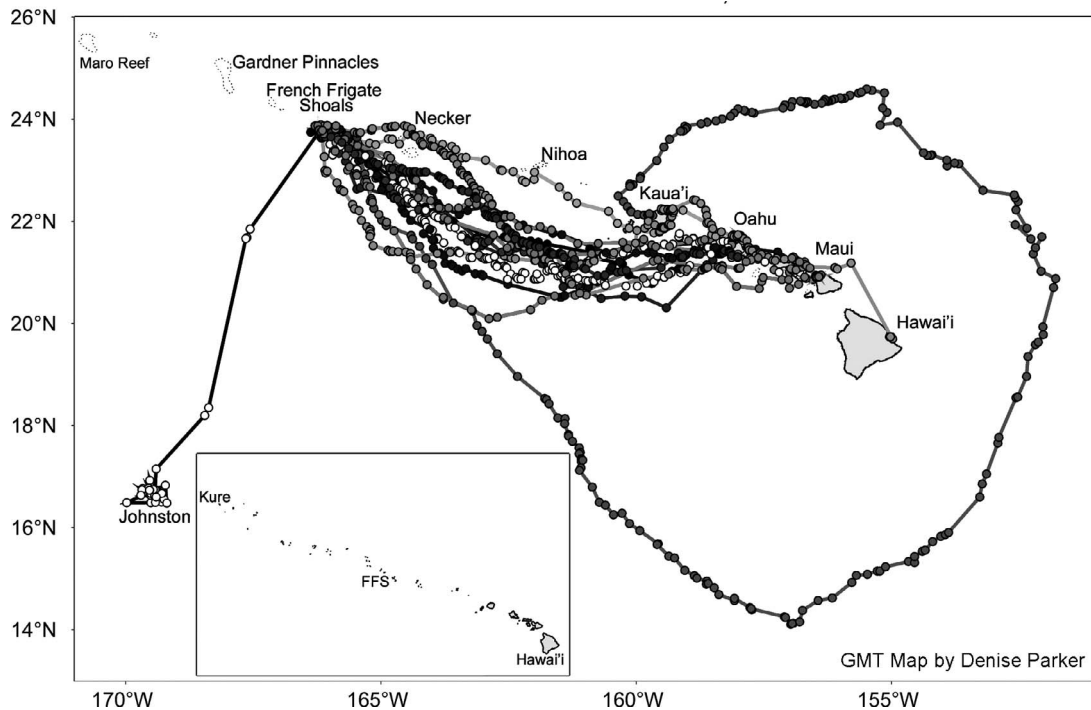 26°N
Maro Reef
Gardner Pinnacles
24°N
French Frigate
Shoals
Necker
Nihoa
Kaua'i
22°N
Oahu
Maui
20°N
Hawai'i
18°N
Kure
16°N
Johnston
FFS
14°N
Hawai'i
GMT Map by Denise Parker
170°W
165°W
160°W
155°W